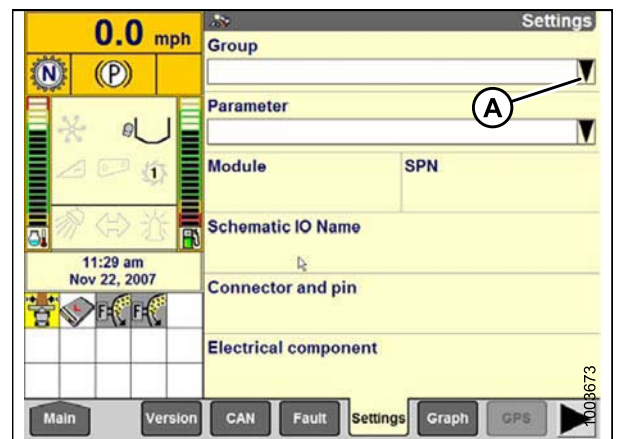 0.0 mph
N
(P)
1
11:29 am
Nov 22, 2007
L
F
F
Settings
Group
A
Parameter
Module
SPN
Schematic IO Name
Connector and pin
Electrical component
Main
Version
CAN
Fault
Settings
Graph
GPS
1003673